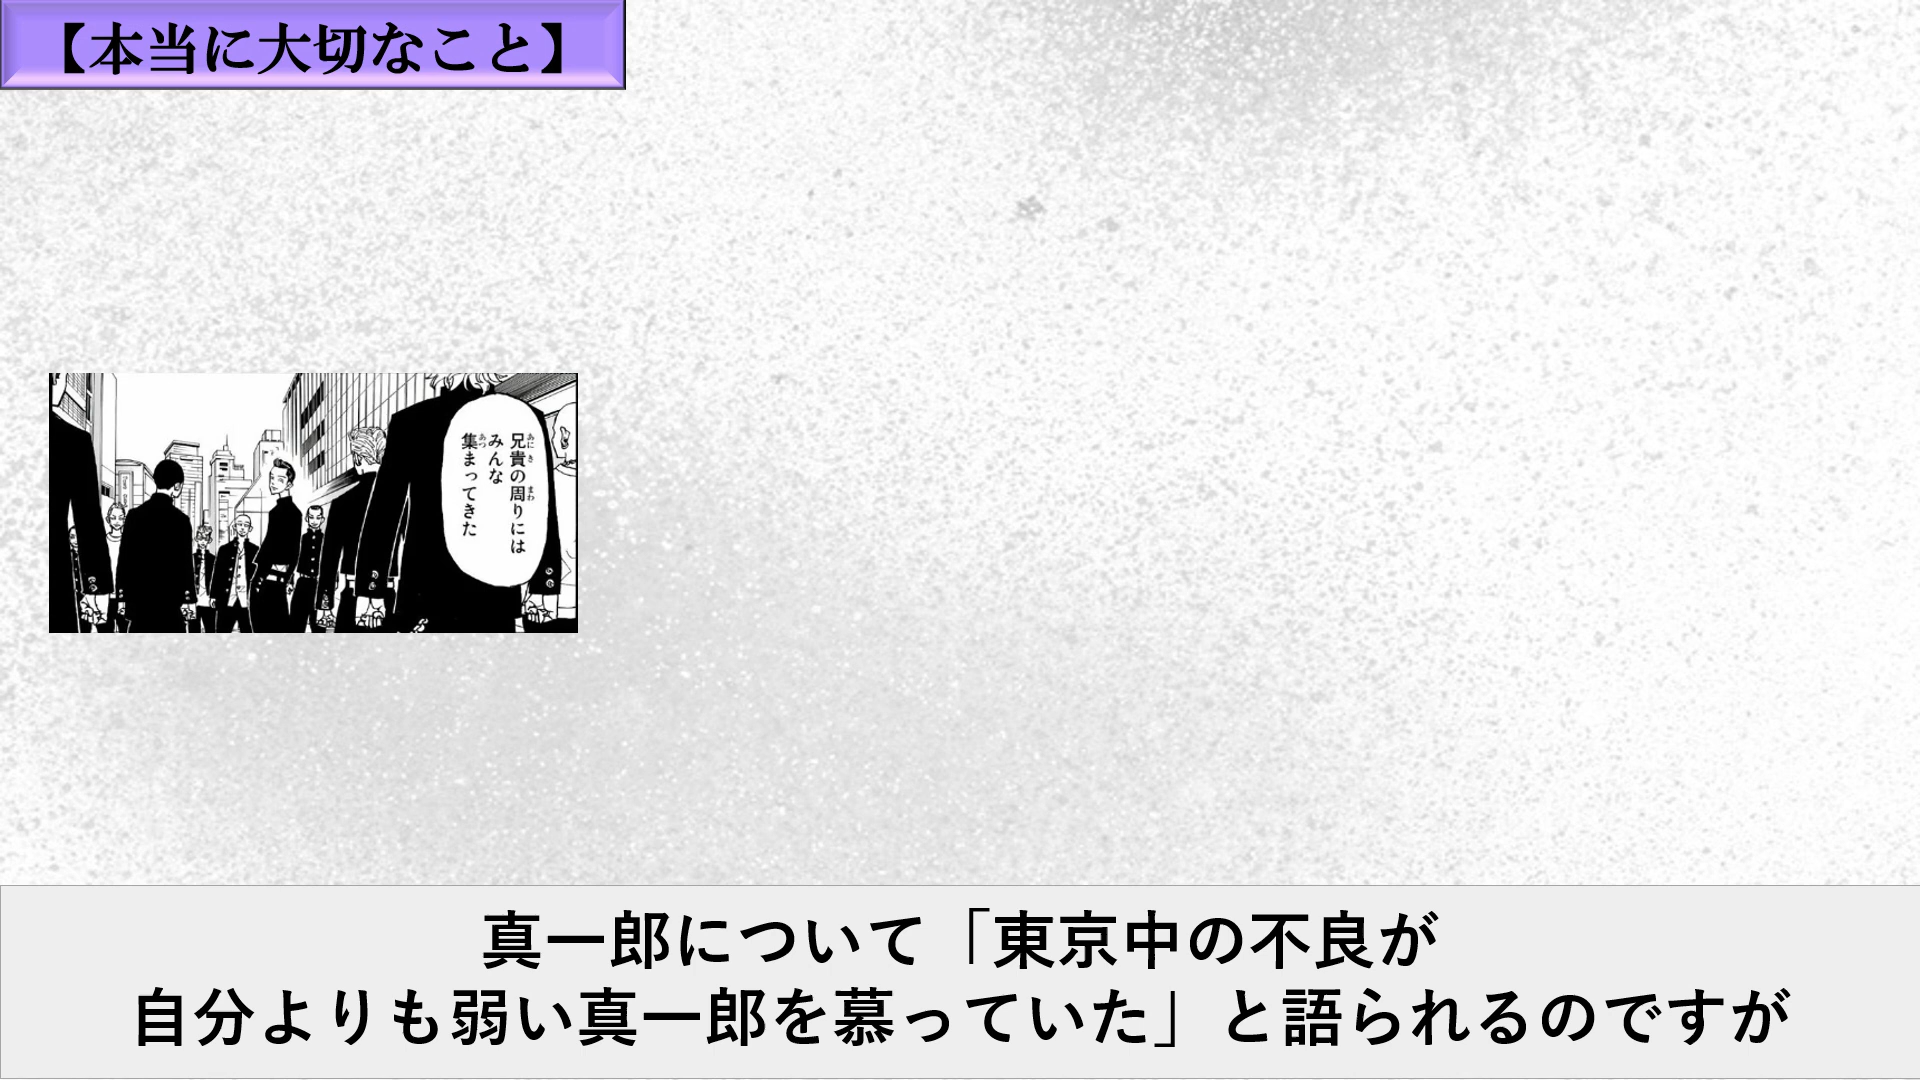 【本当に大切なこと】
兄貴の周りには
みんな
集まってきた
真一郎について「東京中の不良が
自分よりも弱い真一郎を慕っていた」と語られるのですが